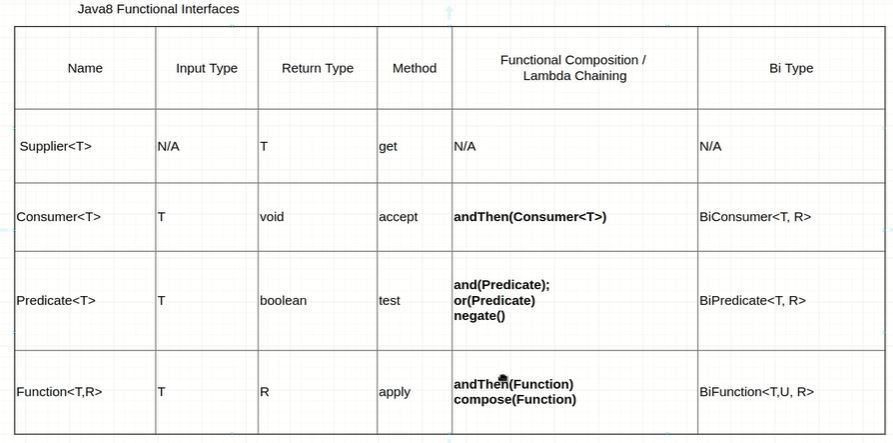 Java8 Functional Interfaces
Name
Input Type
Return Type
Method
Functional Composition /
Lambda Chaining
Bi Type
Supplier<T>
N/A
T
get
N/A
N/A
Consumer<T>
T
void
accept
andThen(Consumer<T>)
BiConsumer<T, R>
Predicate<T>
T
boolean
test
and(Predicate);
or(Predicate)
negate()
BiPredicate<T, R>
Function<T,R>
T
R
apply
andThen(Function)
compose(Function)
BiFunction<T,U, R>